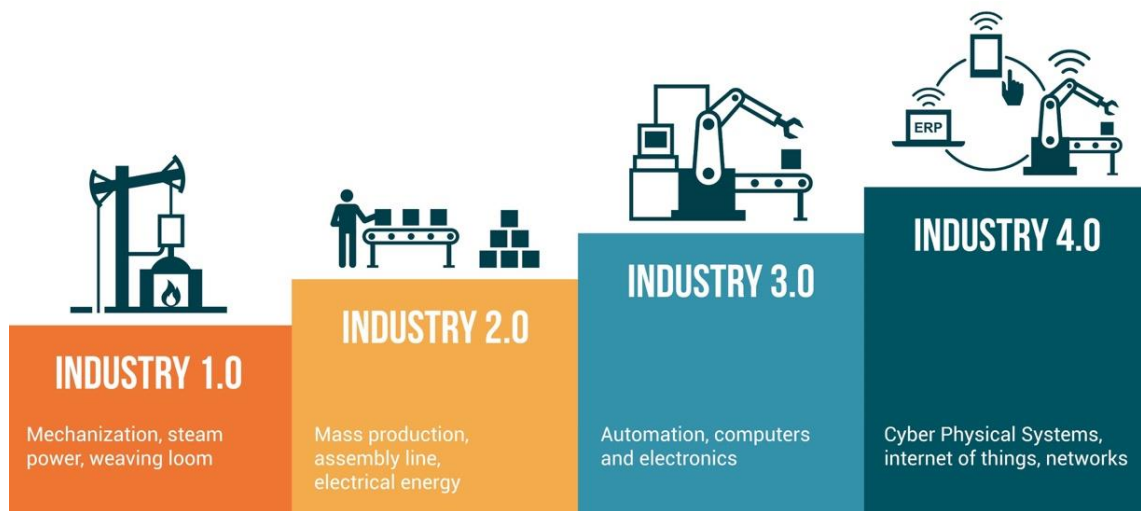 ERP
INDUSTRY 4.0
INDUSTRY 3.0
INDUSTRY 2.0
INDUSTRY 1.0
Mechanization, steam
power, weaving loom
Mass production,
assembly line,
electrical energy
Automation, computers
and electronics
Cyber Physical Systems,
internet of things, networks